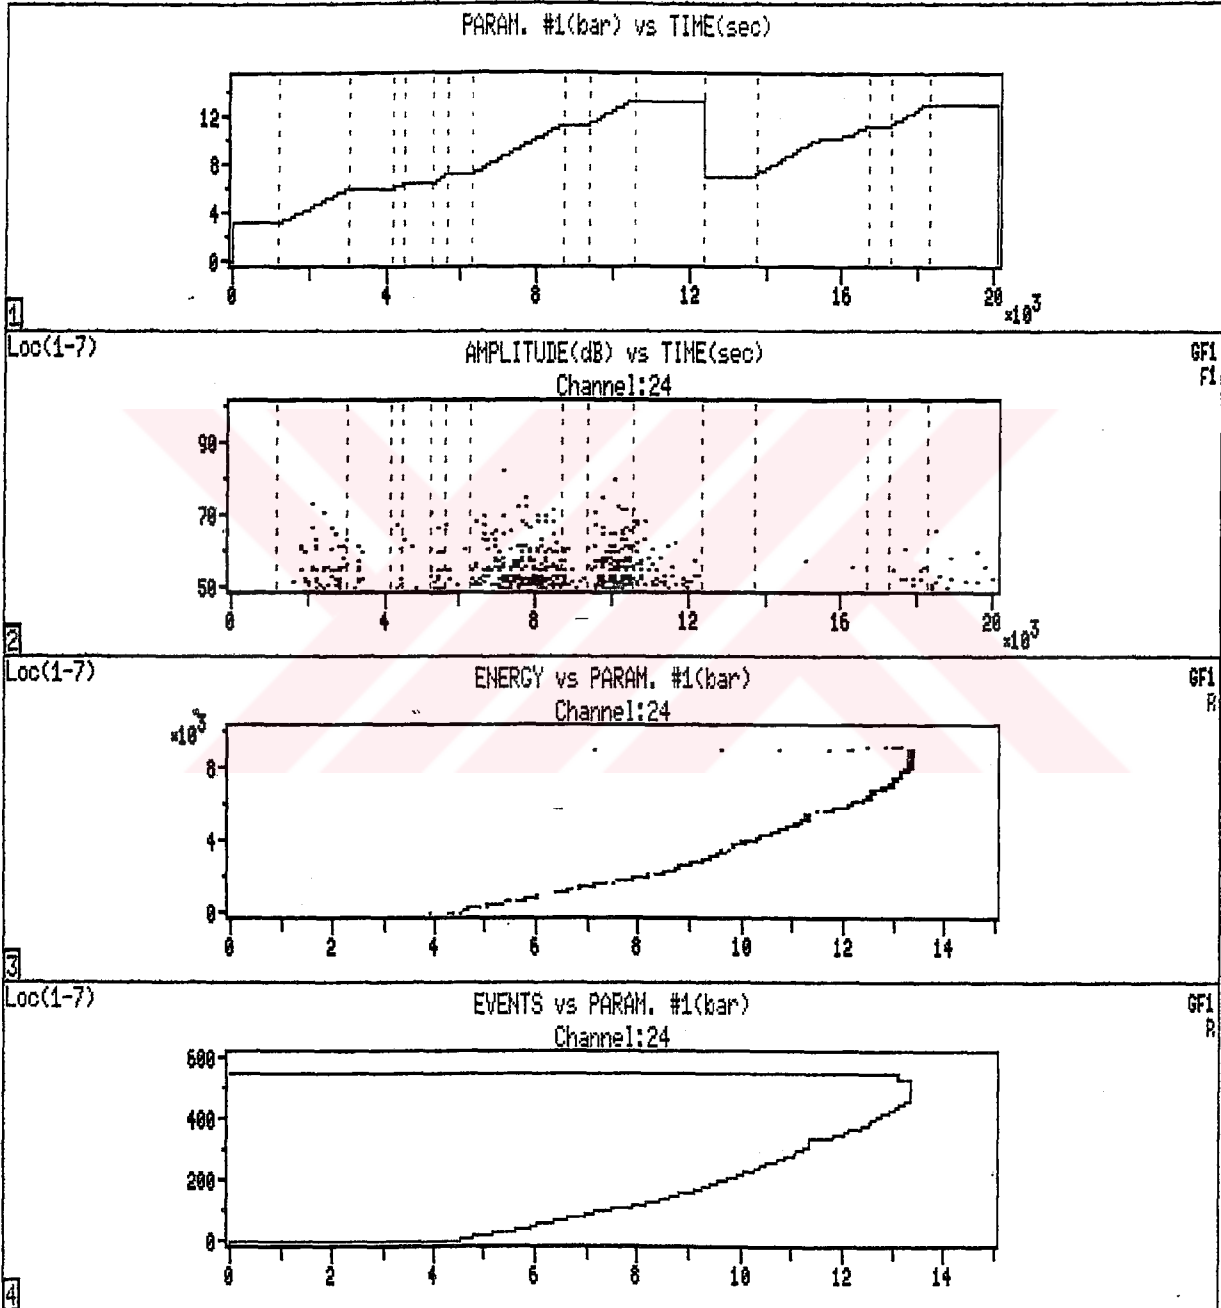 PARAM. #1(bar) vs TIME(sec)
12
8
4
0
0 4 8 12 16 20
×10³
1
Loc(1-7)
AMPLITUDE(dB) vs TIME(sec)
GF1
Channel:24
F1
90
70
50
0 4 8 12 16 20
×10³
2
Loc(1-7)
ENERGY vs PARAM. #1(bar)
GF1
Channel:24
R
×10³
8
4
0
0 2 4 6 8 10 12 14
3
Loc(1-7)
EVENTS vs PARAM. #1(bar)
GF1
Channel:24
R
600
400
200
0
0 2 4 6 8 10 12 14
4